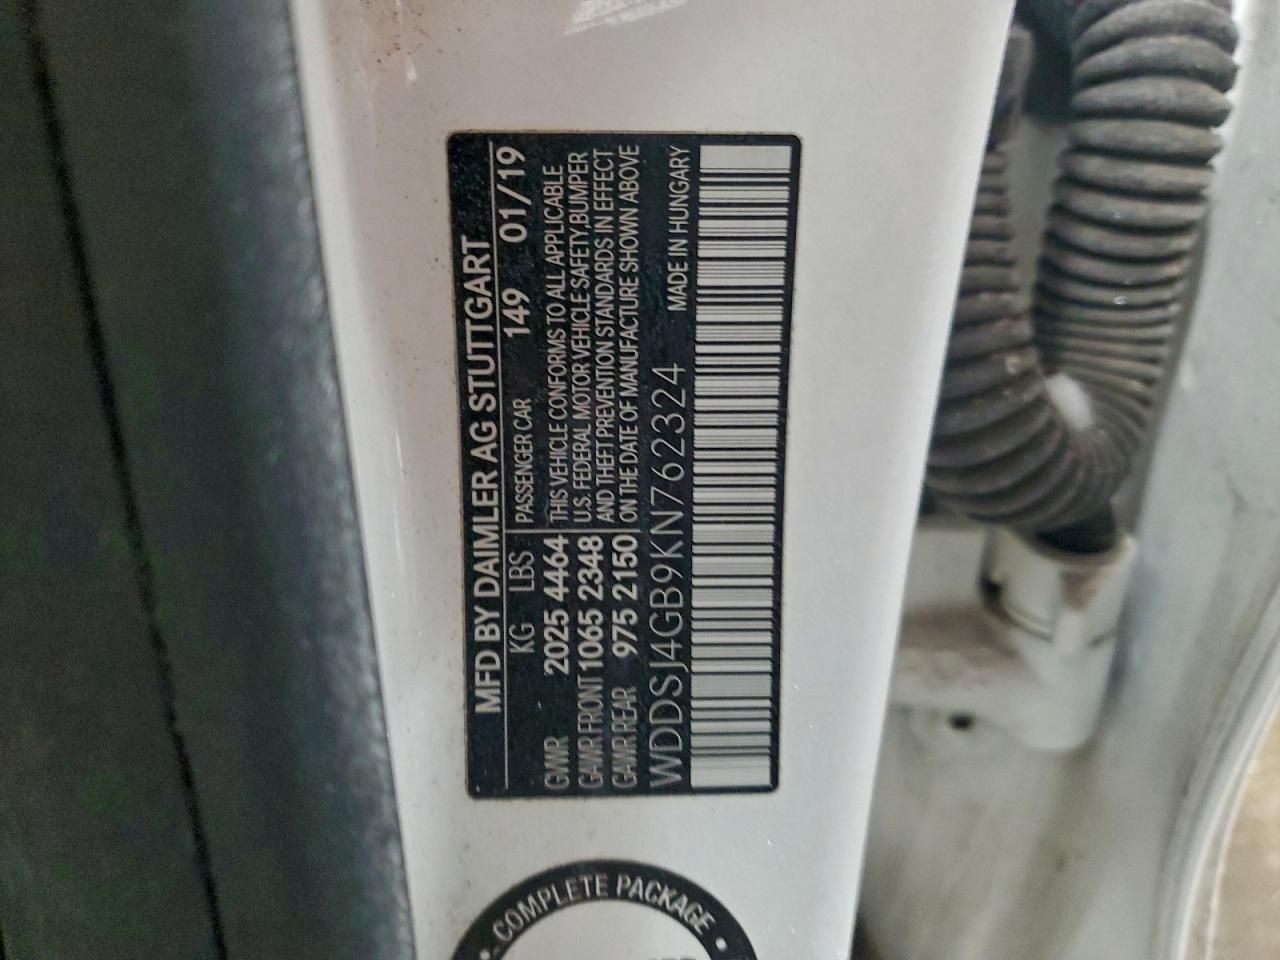 MFD BY DAIMLER AG STUTTGART
KG LBS PASSENGER CAR 149 01/19
GVWR 2025 4464 THIS VEHICLE CONFORMS TO ALL APPLICABLE
GAWR FRONT 1065 2348 U.S. FEDERAL MOTOR VEHICLE SAFETY,BUMPER
GAWR REAR 975 2150 AND THEFT PREVENTION STANDARDS IN EFFECT
ON THE DATE OF MANUFACTURE SHOWN ABOVE
WDDSJ4GB9KN762324 MADE IN HUNGARY
• COMPLETE PACKAGE •